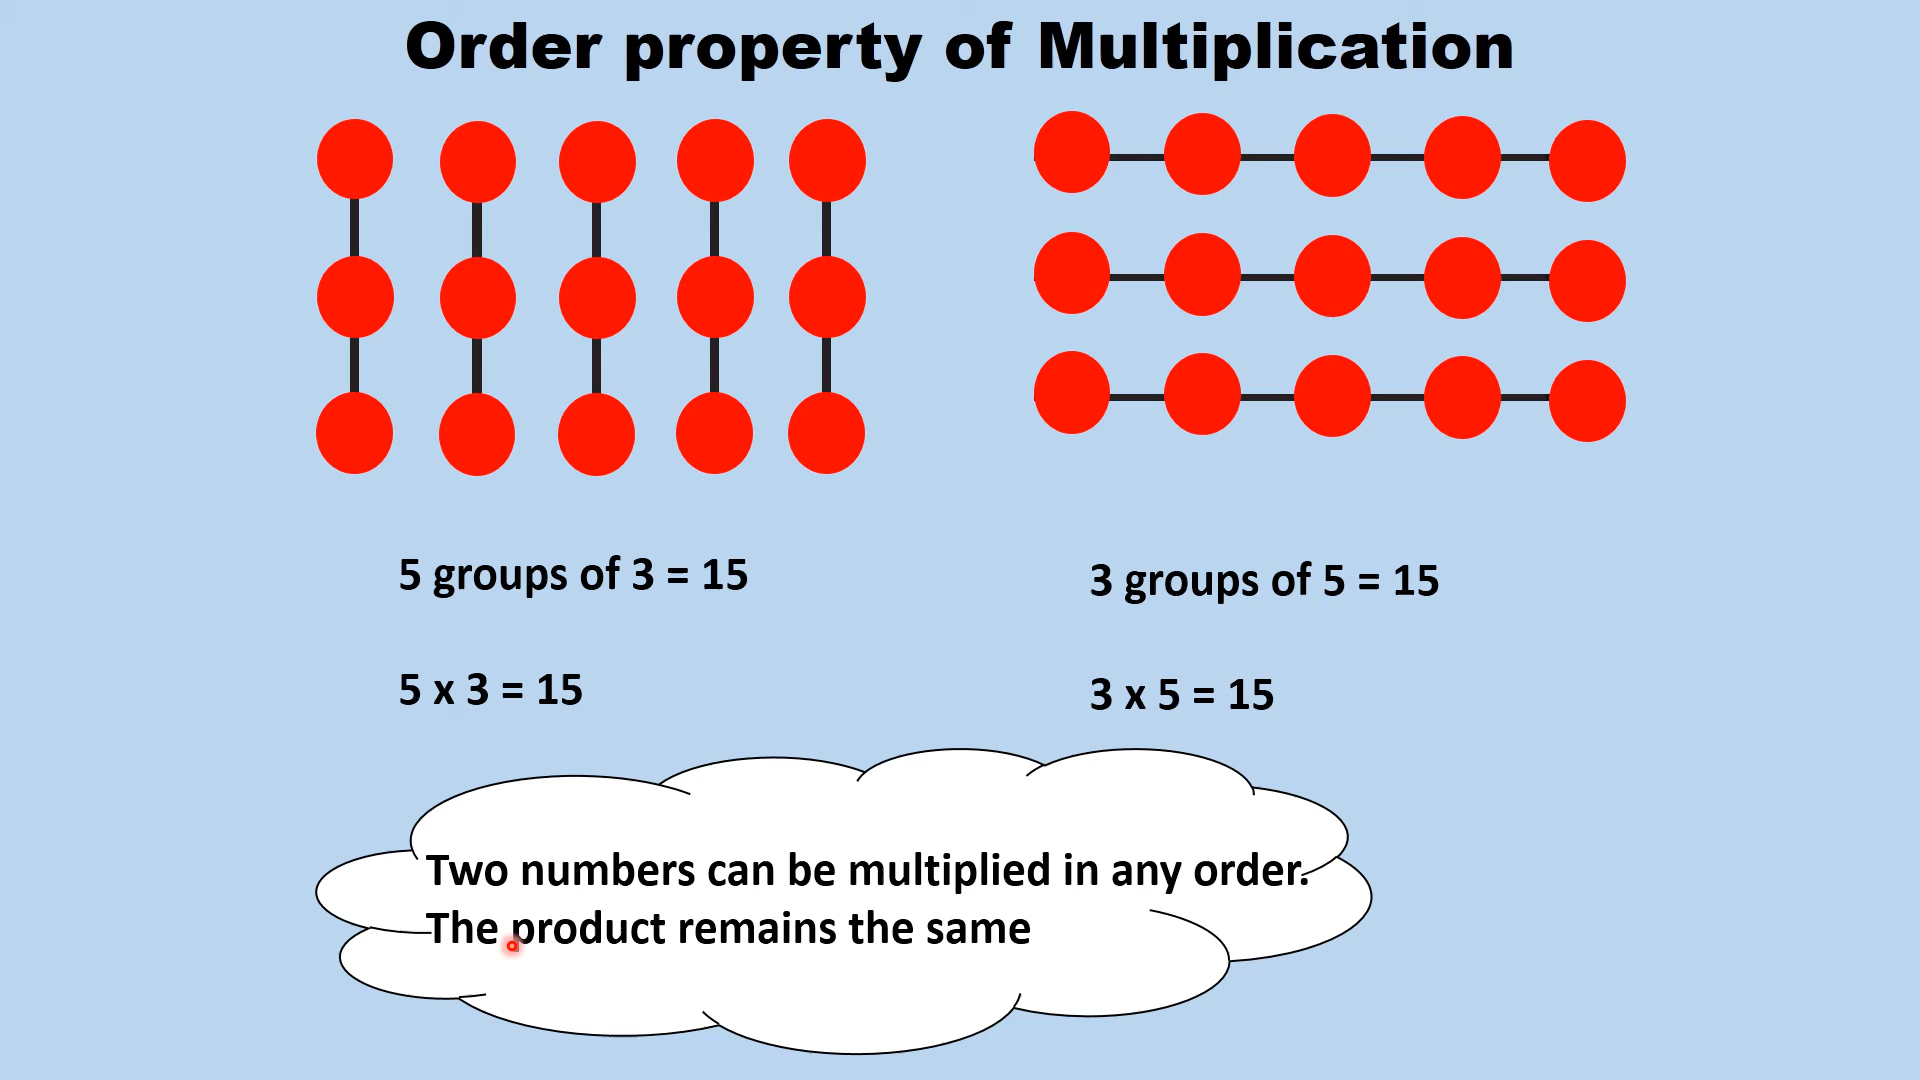 Order property of Multiplication
5 groups of 3 = 15
3 groups of 5 = 15
5 x 3 = 15
3 x 5 = 15
Two numbers can be multiplied in any order.
The product remains the same